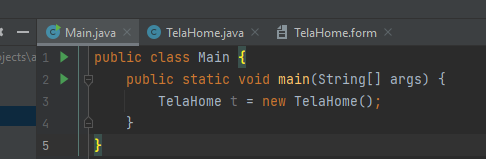 Main.java TelaHome.java TelaHome.form
ojects\a
1 public class Main {
2 public static void main(String[] args) {
3 TelaHome t = new TelaHome();
4 }
5 }